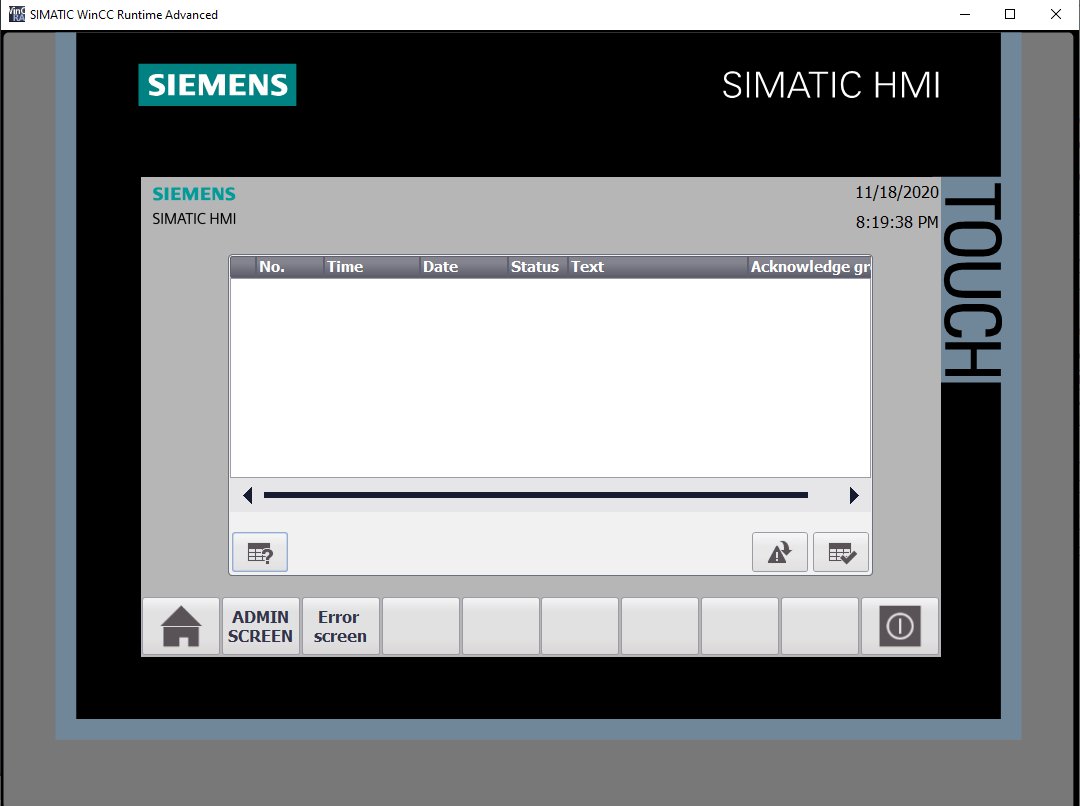 SIMATIC WinCC Runtime Advanced
SIEMENS
SIMATIC HMI
SIEMENS
SIMATIC HMI
11/18/2020
8:19:38 PM
TOUCH
No. Time Date Status Text Acknowledge gr
ADMIN
SCREEN
Error
screen